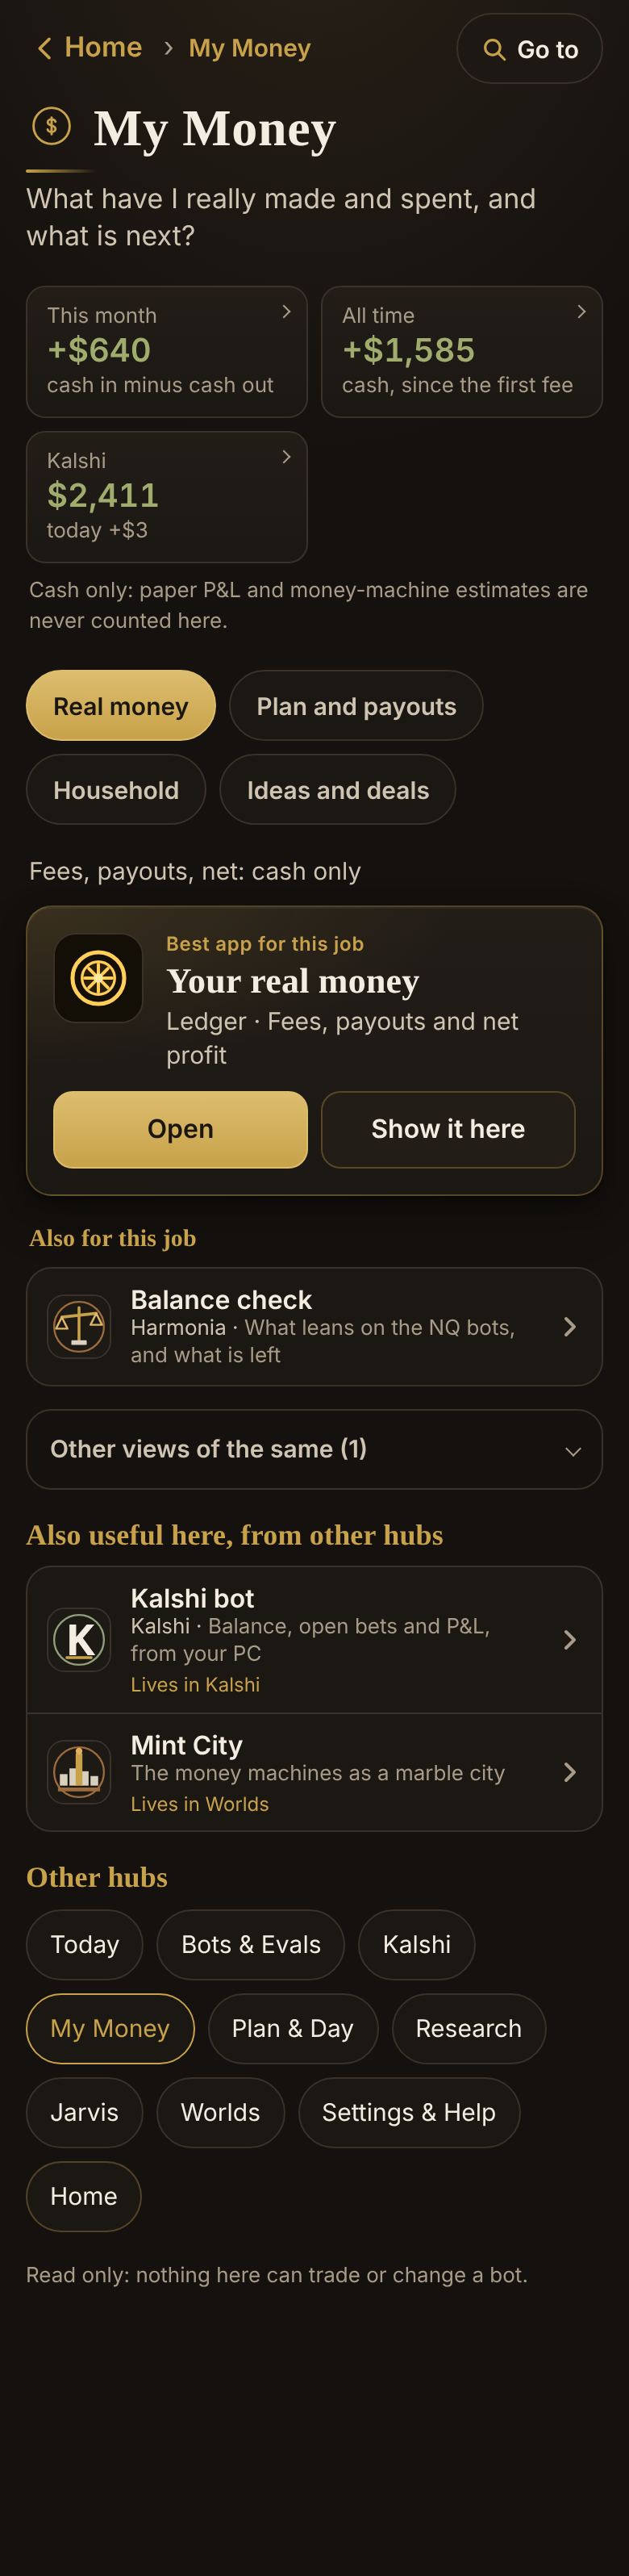 Home › My Money
Go to
$
My Money
What have I really made and spent, and
what is next?
This month
+$640
cash in minus cash out
All time
+$1,585
cash, since the first fee
Kalshi
$2,411
today +$3
Cash only: paper P&L and money-machine estimates are
never counted here.
Real money
Plan and payouts
Household
Ideas and deals
Fees, payouts, net: cash only
Best app for this job
Your real money
Ledger · Fees, payouts and net
profit
Open
Show it here
Also for this job
Balance check
Harmonia · What leans on the NQ bots,
and what is left
Other views of the same (1)
Also useful here, from other hubs
K
Kalshi bot
Kalshi · Balance, open bets and P&L,
from your PC
Lives in Kalshi
Mint City
The money machines as a marble city
Lives in Worlds
Other hubs
Today
Bots & Evals
Kalshi
My Money
Plan & Day
Research
Jarvis
Worlds
Settings & Help
Home
Read only: nothing here can trade or change a bot.